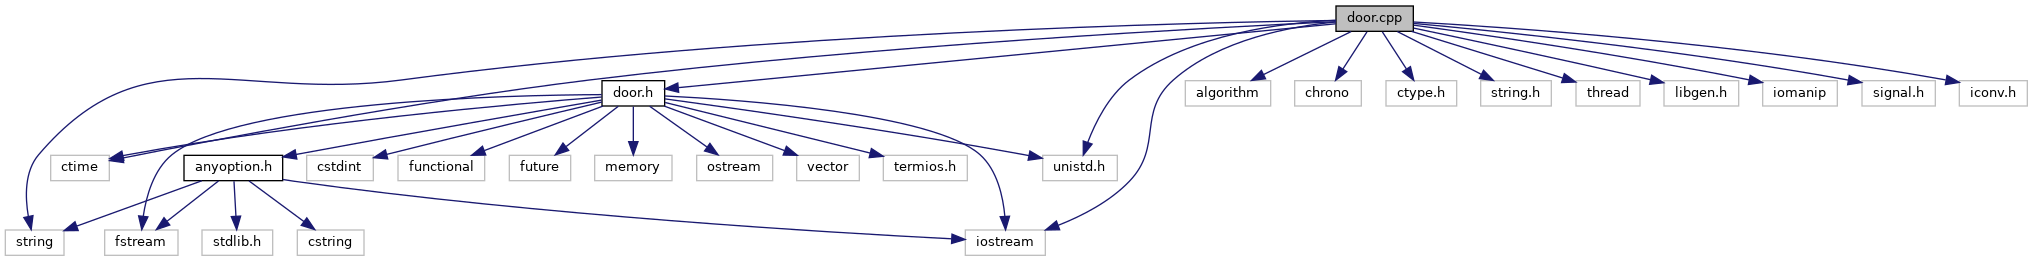 door.cpp
door.h
algorithm
chrono
ctype.h
string.h
thread
libgen.h
iomanip
signal.h
iconv.h
ctime
anyoption.h
cstdint
functional
future
memory
ostream
vector
termios.h
unistd.h
string
fstream
stdlib.h
cstring
iostream